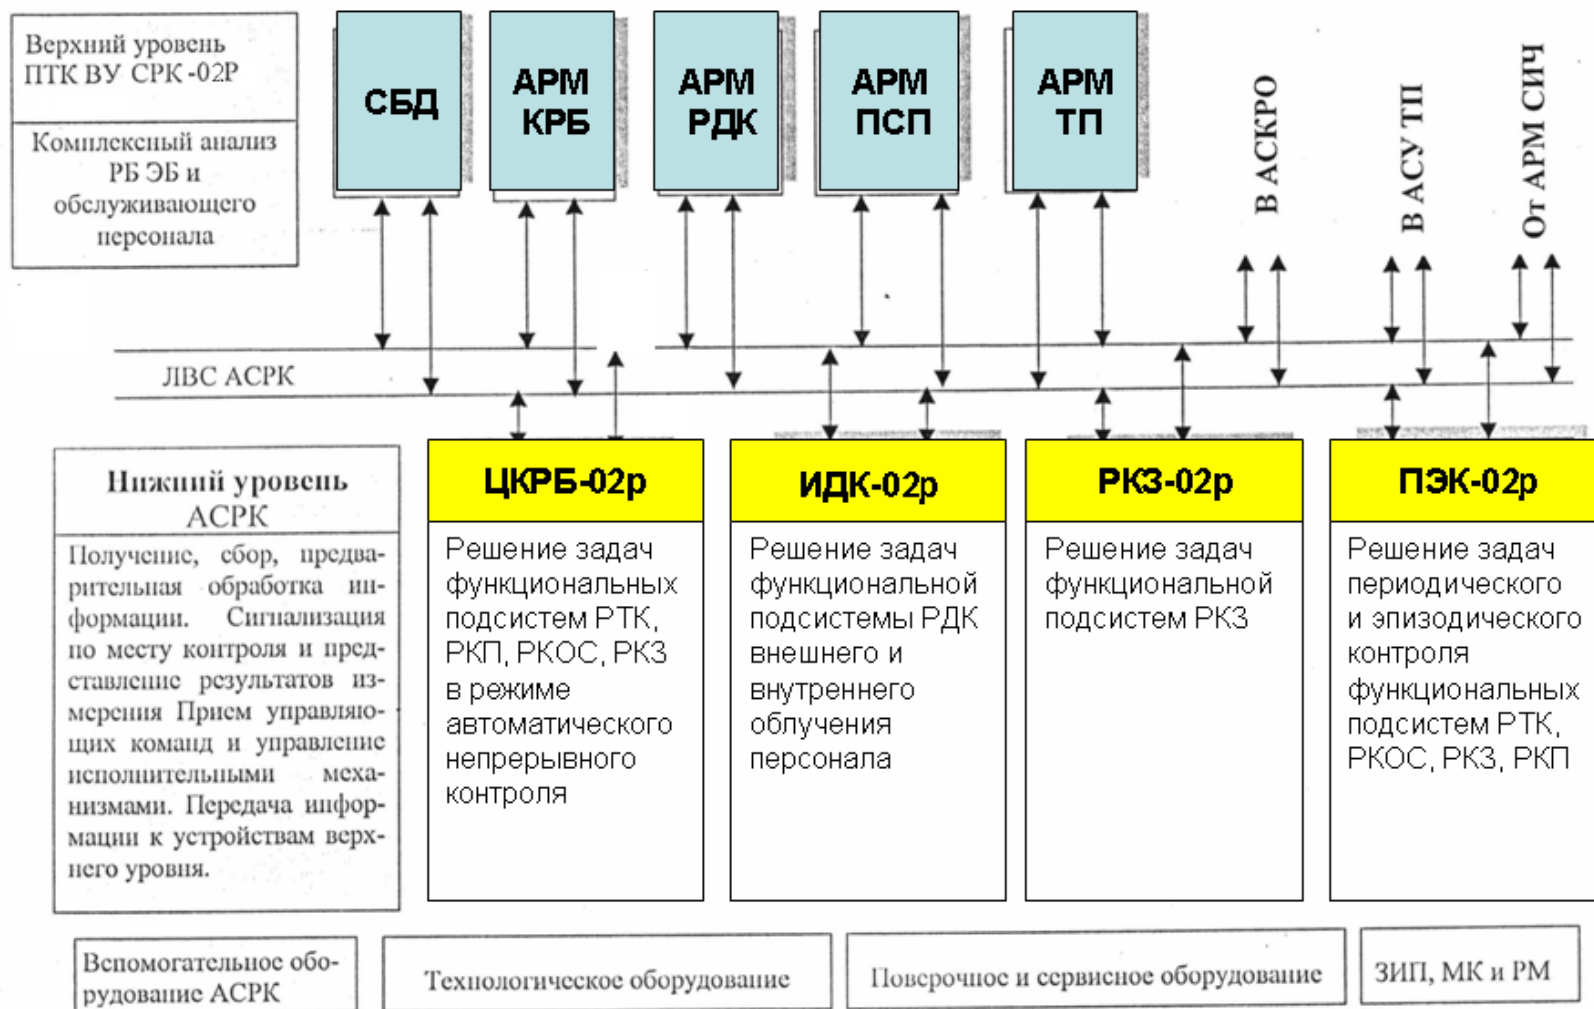 Верхний уровень
ПТК ВУ СРК-02Р
Комплексный анализ
РБ ЭБ и
обслуживающего
персонала
СБД
АРМ
КРБ
АРМ
РДК
АРМ
ПСП
АРМ
ТП
В АСКРО
В АСУ ТП
От АРМ СИЧ
ЛВС АСРК
Нижний уровень
АСРК
Получение, сбор, предва-
рительная обработка ин-
формации. Сигнализация
по месту контроля и пред-
ставление результатов из-
мерения Прием управляю-
щих команд и управление
исполнительными меха-
низмами. Передача инфор-
мации к устройствам верх-
него уровня.
ЦКРБ-02р
Решение задач
функциональных
подсистем РТК,
РКП, РКОС, РКЗ
в режиме
автоматического
непрерывного
контроля
ИДК-02р
Решение задач
функциональной
подсистемы РДК
внешнего и
внутреннего
облучения
персонала
РКЗ-02р
Решение задач
функциональной
подсистем РКЗ
ПЭК-02р
Решение задач
периодического
и эпизодического
контроля
функциональных
подсистем РТК,
РКОС, РКЗ, РКП
Вспомогательное обо-
рудование АСРК
Технологическое оборудование
Поверочное и сервисное оборудование
ЗИП, МК и РМ